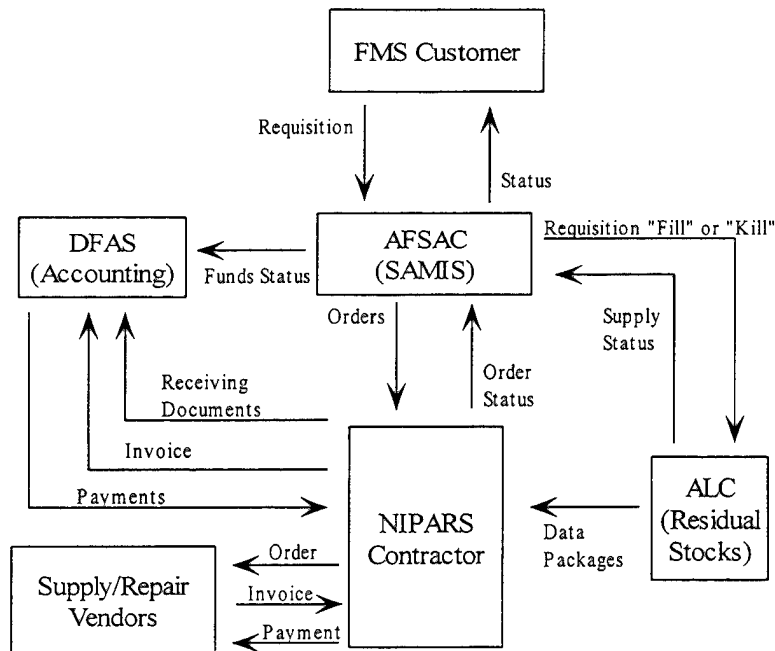 FMS Customer
Requisition
Status
DFAS
(Accounting)
Funds Status
AFSAC
(SAMIS)
Requisition "Fill" or "Kill"
Orders
Supply
Status
Order
Status
Receiving
Documents
Invoice
Payments
NIPARS
Contractor
Data
Packages
ALC
(Residual
Stocks)
Supply/Repair
Vendors
Order
Invoice
Payment